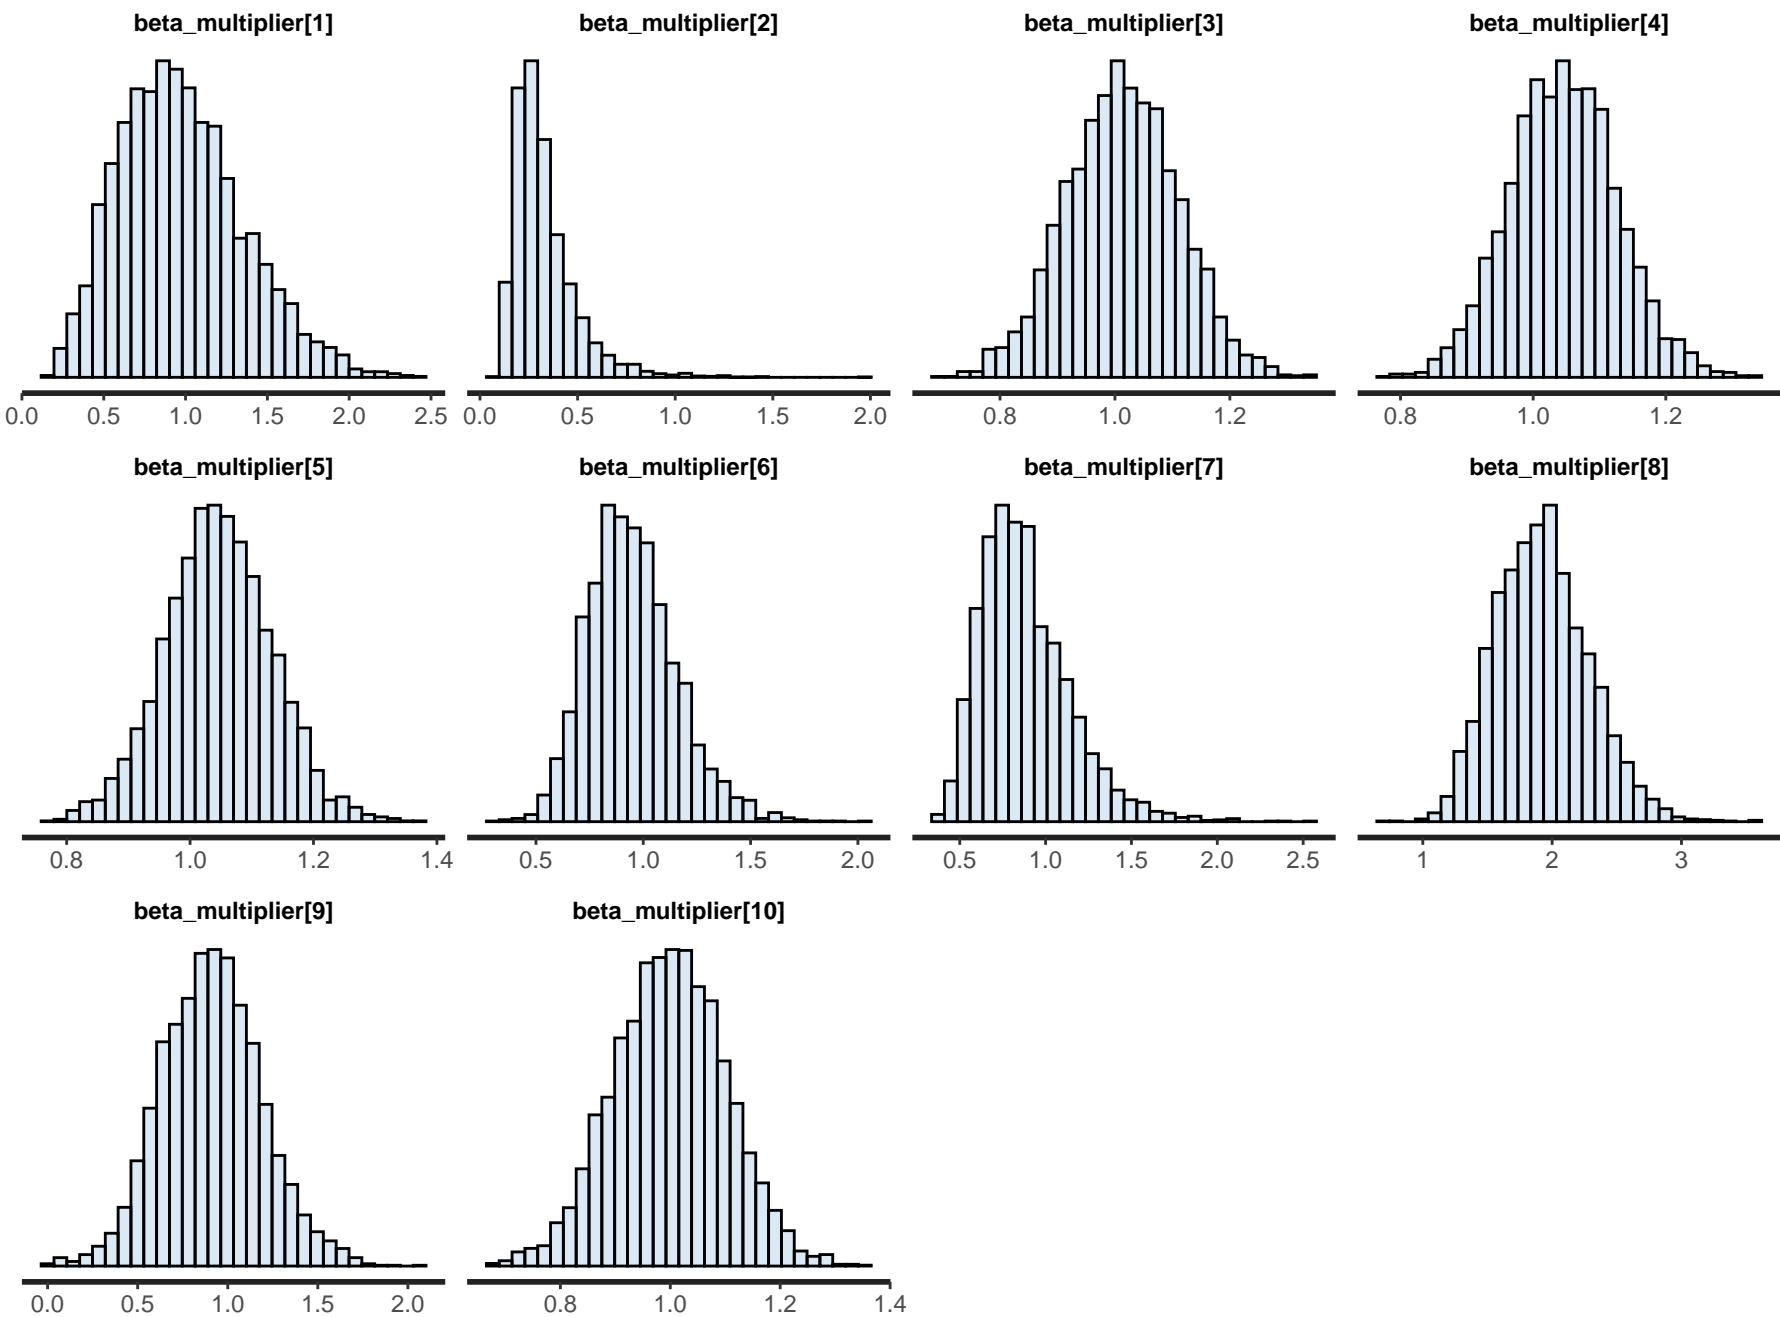 beta_multiplier[1] beta_multiplier[2] beta_multiplier[3] beta_multiplier[4]
0.0 0.5 1.0 1.5 2.0 2.5 0.0 0.5 1.0 1.5 2.0 0.8 1.0 1.2 0.8 1.0 1.2
beta_multiplier[5] beta_multiplier[6] beta_multiplier[7] beta_multiplier[8]
0.8 1.0 1.2 1.4 0.5 1.0 1.5 2.0 0.5 1.0 1.5 2.0 2.5 1 2 3
beta_multiplier[9] beta_multiplier[10]
0.0 0.5 1.0 1.5 2.0 0.8 1.0 1.2 1.4